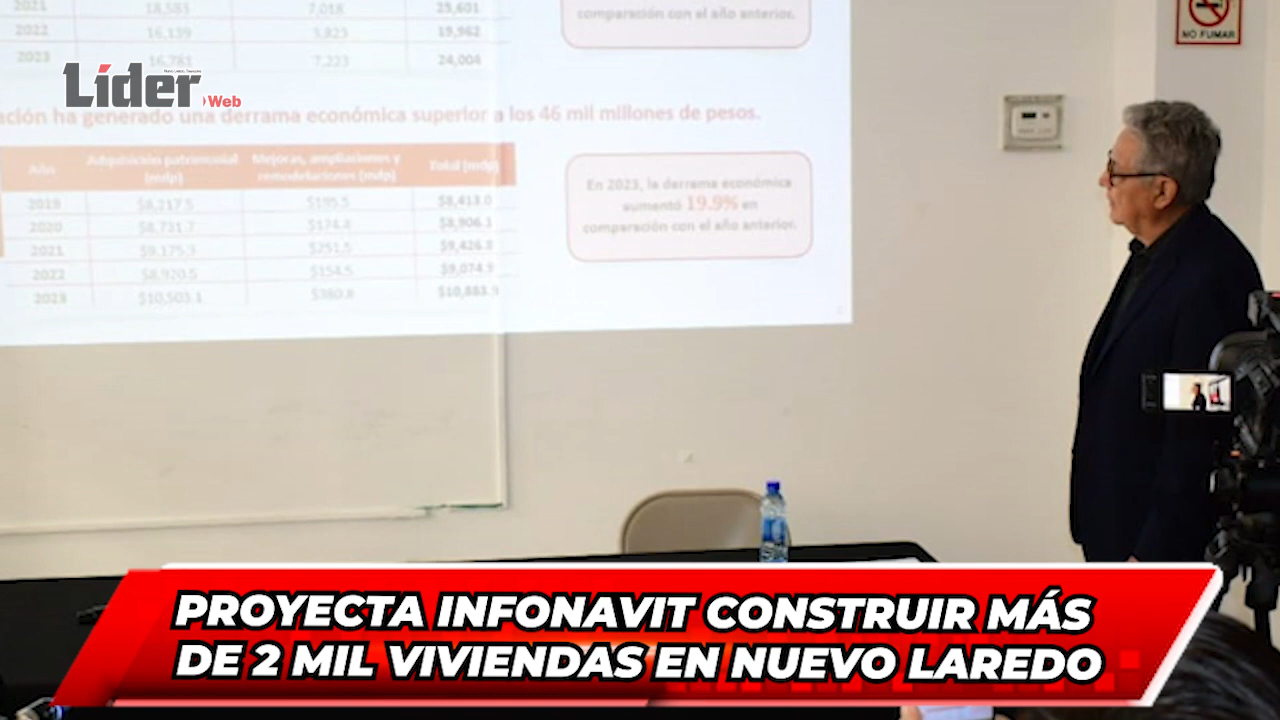 2021 18,583 7,018 25,601
comparación con el año anterior.
2022 16,139 3,823 19,962
2023 16,781 7,223 24,004
NO FUMAR
Líder Web
ación ha generado una derrama económica superior a los 46 mil millones de pesos.
Año Adquisición patrimonial (mdp) Mejoras, ampliaciones y remodelaciones (mdp) Total (mdp)
2019 $8,217.5 $195.5 $8,413.0
2020 $8,731.7 $174.4 $8,906.1
2021 $9,175.3 $251.5 $9,426.8
2022 $8,920.5 $154.5 $9,074.9
2023 $10,503.1 $380.8 $10,883.9
En 2023, la derrama económica
aumentó 19.9% en
comparación con el año anterior.
PROYECTA INFONAVIT CONSTRUIR MÁS
DE 2 MIL VIVIENDAS EN NUEVO LAREDO